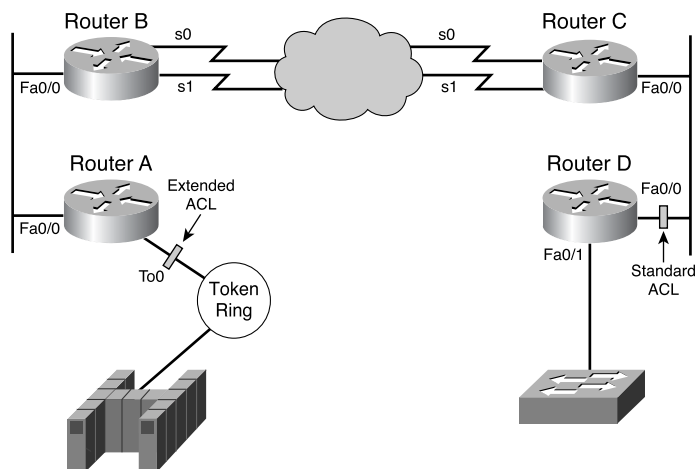 Router B
s0
s1
Fa0/0
s0
s1
Router C
Fa0/0
Router A
Fa0/0
Extended
ACL
To0
Token
Ring
Router D
Fa0/0
Fa0/1
Standard
ACL